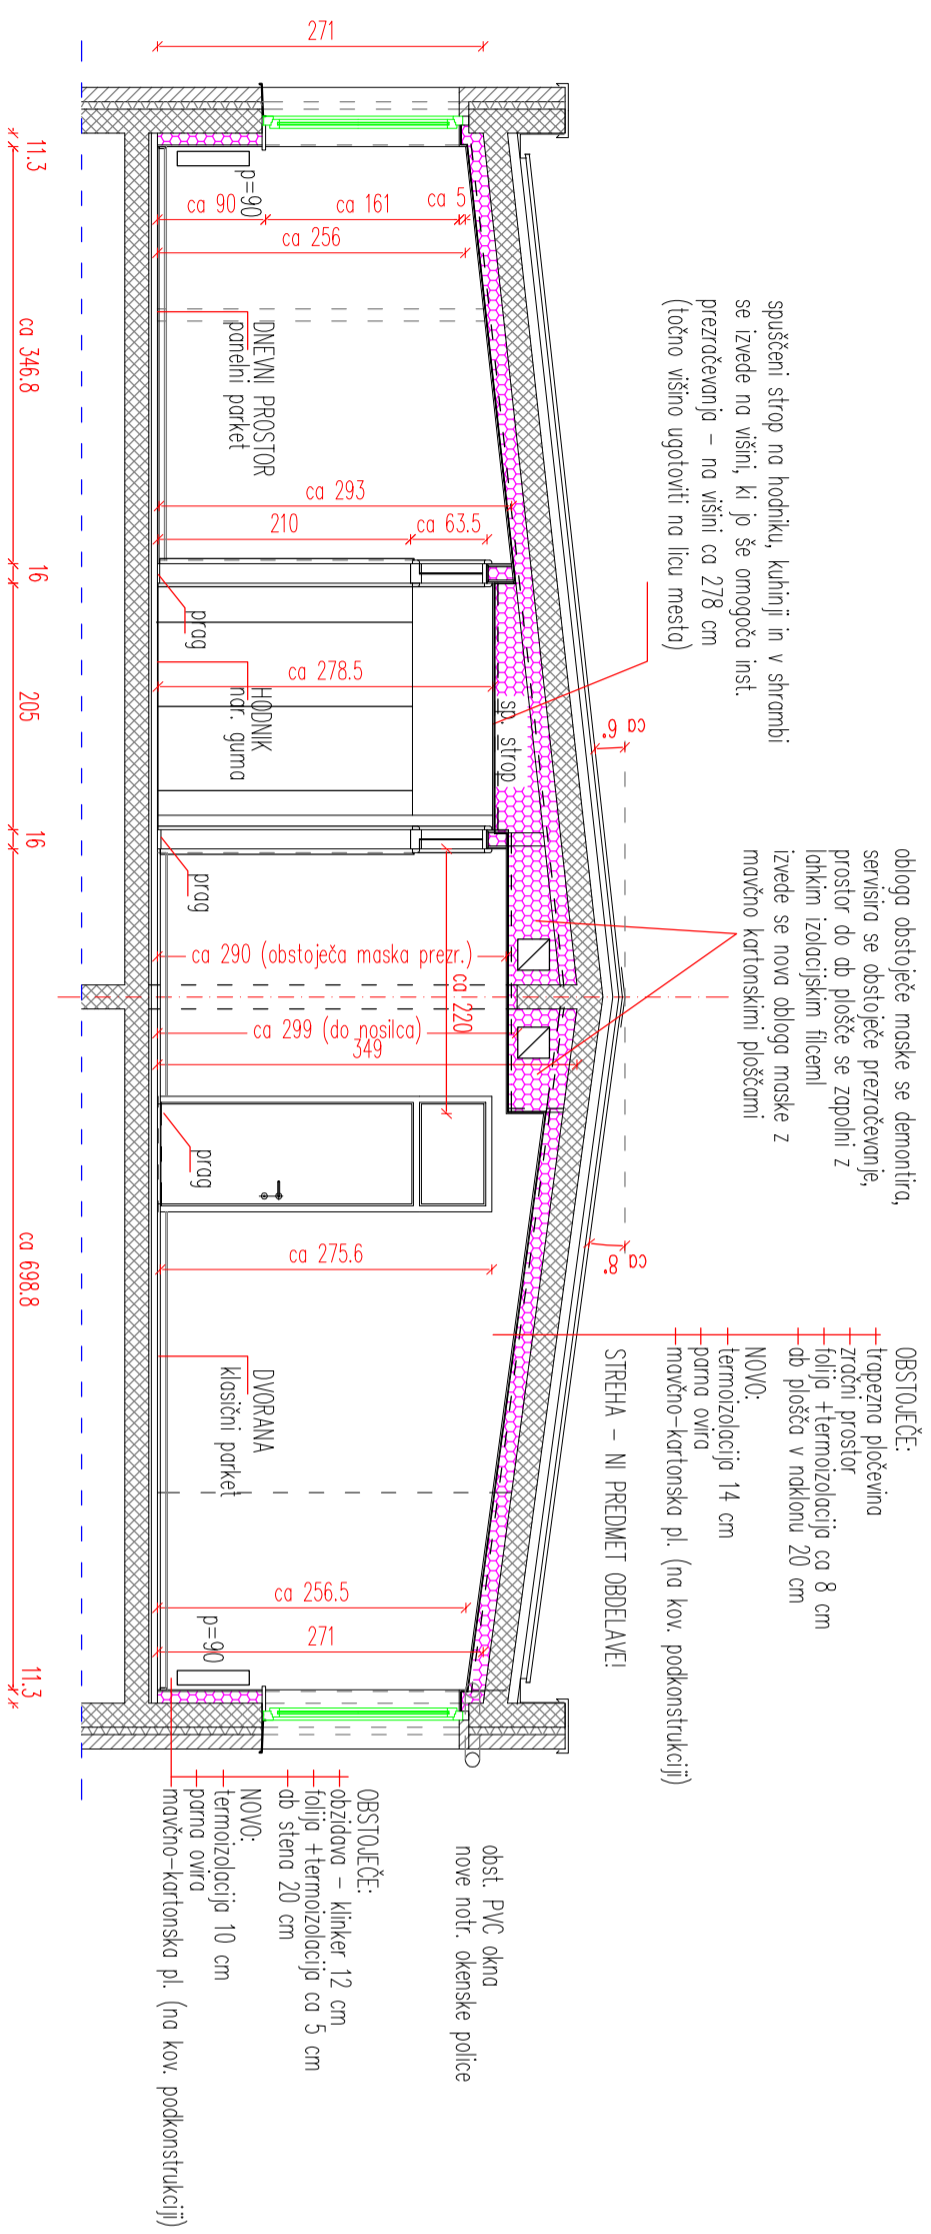 spuščeni strop na hodniku, kuhinji in v shrambi
se izvede na višini, ki jo še omogoča inst.
prezračevanja – na višini ca 278 cm
(točno višino ugotoviti na licu mesta)
obloga obstoječe maske se demontira,
servisira se obstoječe prezračevanje,
prostor do ab plošče se zapolni z
lahkim izolacijskim filcem!
izvede se nova obloga maske z
mavčno kartonskimi ploščami
OBSTOJEČE:
trapezna pločevina
zračni prostor
folija +termoizolacija ca 8 cm
ab plošča v naklonu 20 cm
NOVO:
termoizolacija 14 cm
parna ovira
mavčno-kartonska pl. (na kov. podkonstrukciji)
STREHA – NI PREDMET OBDELAVE!
ca 6°
ca 8°
obst. PVC okna
nove notr. okenske police
OBSTOJEČE:
obzidava – klinker 12 cm
folija +termoizolacija ca 5 cm
ab stena 20 cm
NOVO:
termoizolacija 10 cm
parna ovira
mavčno-kartonska pl. (na kov. podkonstrukciji)
271
p=90
ca 90
ca 161
ca 5
ca 256
DNEVNI PROSTOR
panelni parket
ca 293
210
ca 63.5
prag
ca 278.5
HODNIK
nar. guma
sp. strop
prag
ca 290 (obstoječa maska prezr.)
ca 220
ca 299 (do nosilca)
349
prag
ca 275.6
DVORANA
klasični parket
ca 256.5
271
p=90
11.3
ca 346.8
16
205
16
ca 698.8
11.3